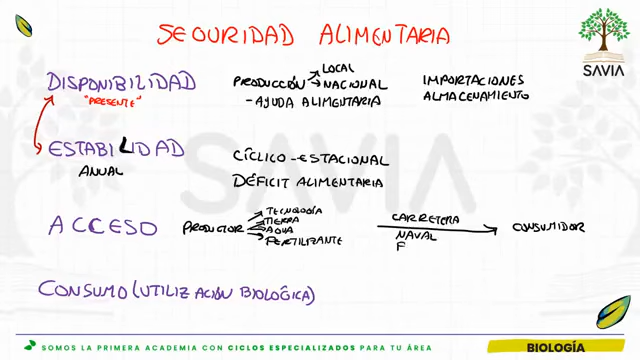 SEGURIDAD ALIMENTARIA
SAVIA
DISPONIBILIDAD
"PRESENTE"
PRODUCCIÓN
LOCAL
NACIONAL
- AYUDA ALIMENTARIA
IMPORTACIONES
ALMACENAMIENTO
ESTABILIDAD
ANUAL
CÍCLICO - ESTACIONAL
DÉFICIT ALIMENTARIA
ACCESO
PRODUCTOR
TECNOLOGÍA
TIERRA
AGUA
FERTILIZANTE
CARRETERA
NAVAL
F
CONSUMIDOR
CONSUMO (UTILIZACIÓN BIOLÓGICA)
SAVIA
SOMOS LA PRIMERA ACADEMIA CON CICLOS ESPECIALIZADOS PARA TU ÁREA
BIOLOGÍA